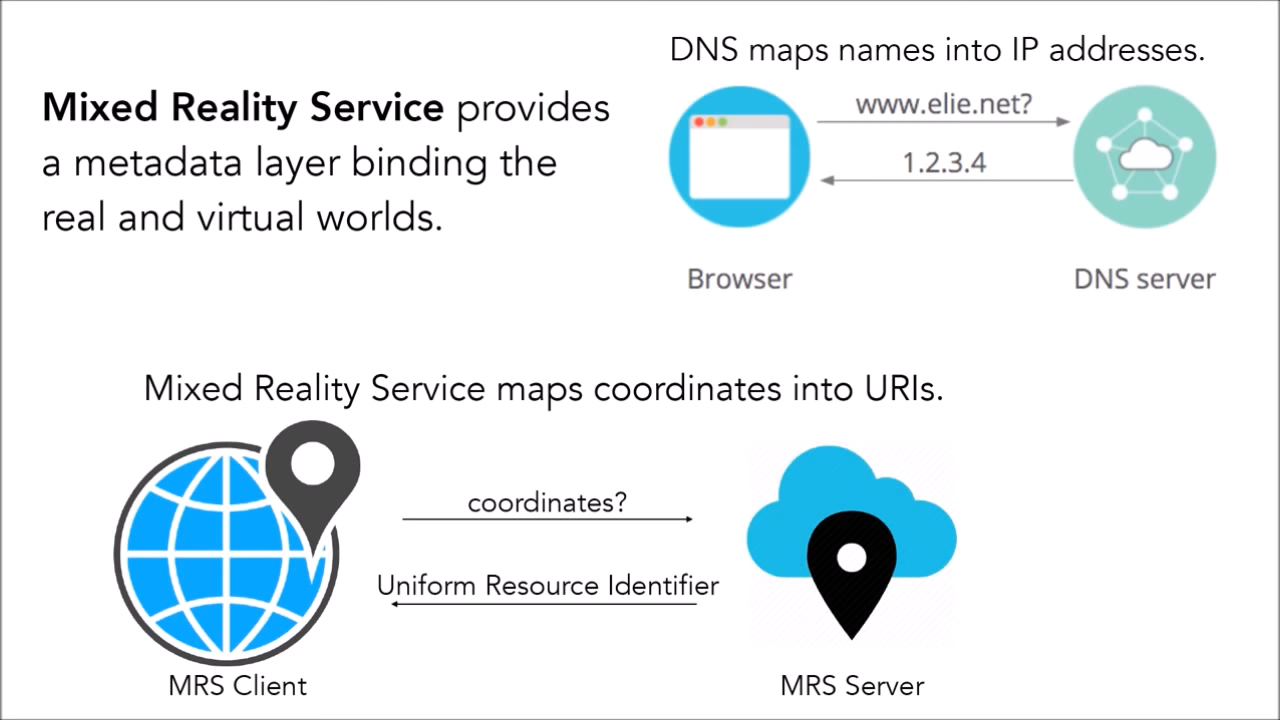 Mixed Reality Service provides
a metadata layer binding the
real and virtual worlds.
DNS maps names into IP addresses.
www.elie.net?
1.2.3.4
Browser
DNS server
Mixed Reality Service maps coordinates into URIs.
coordinates?
Uniform Resource Identifier
MRS Client
MRS Server